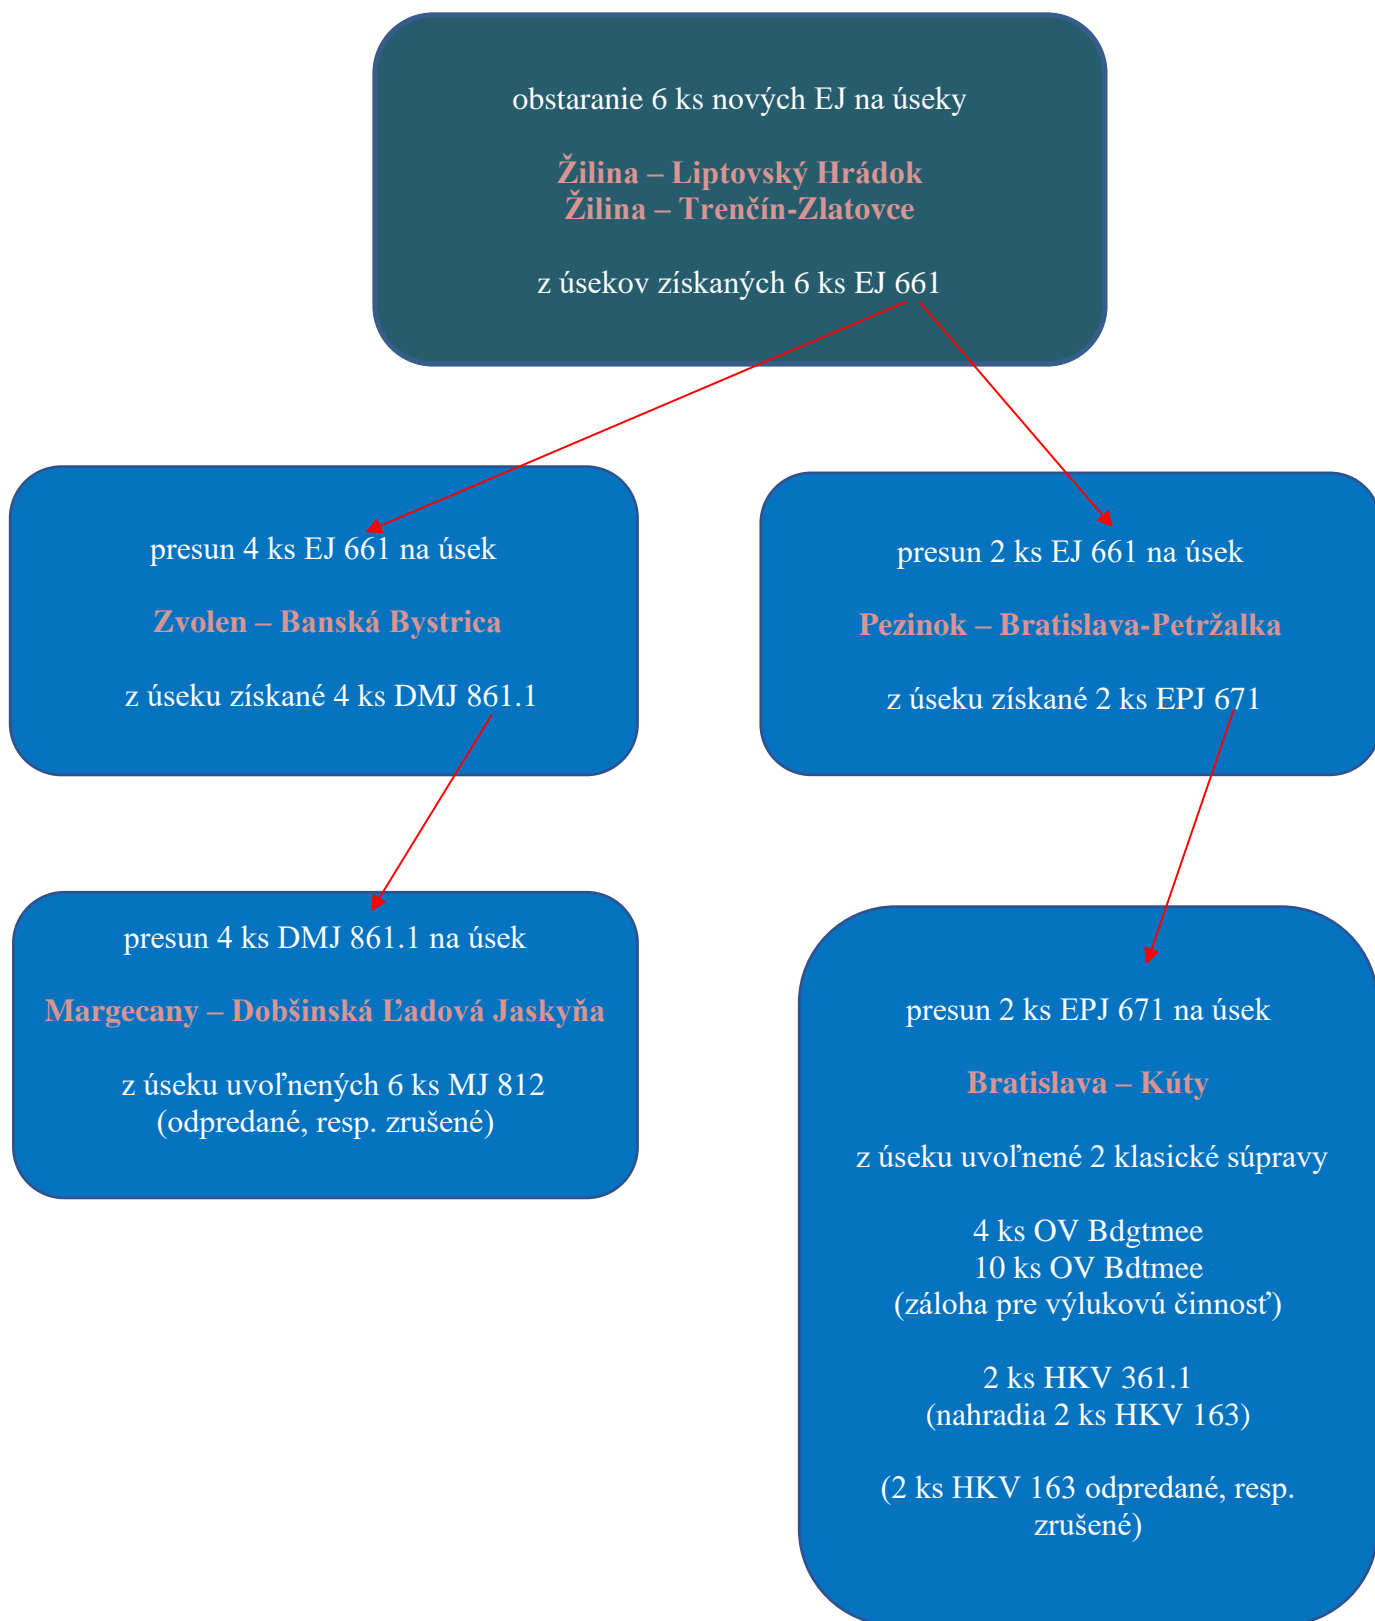 obstaranie 6 ks nových EJ na úseky
Žilina – Liptovský Hrádok
Žilina – Trenčín-Zlatovce
z úsekov získaných 6 ks EJ 661
presun 4 ks EJ 661 na úsek
Zvolen – Banská Bystrica
z úseku získané 4 ks DMJ 861.1
presun 2 ks EJ 661 na úsek
Pezinok – Bratislava-Petržalka
z úseku získané 2 ks EPJ 671
presun 4 ks DMJ 861.1 na úsek
Margecany – Dobšinská Ľadová Jaskyňa
z úseku uvoľnených 6 ks MJ 812
(odpredané, resp. zrušené)
presun 2 ks EPJ 671 na úsek
Bratislava – Kúty
z úseku uvoľnené 2 klasické súpravy
4 ks OV Bdgtmee
10 ks OV Bdtmee
(záloha pre výlukovú činnosť)
2 ks HKV 361.1
(nahradia 2 ks HKV 163)
(2 ks HKV 163 odpredané, resp.
zrušené)